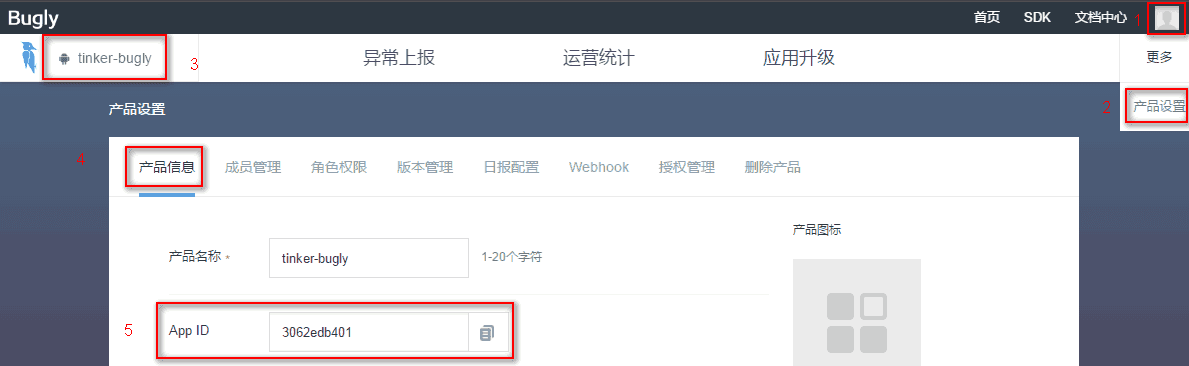 Bugly 首页 SDK 文档中心 1
tinker-bugly 3 异常上报 运营统计 应用升级 更多
产品设置 2 产品设置
4 产品信息 成员管理 角色权限 版本管理 日报配置 Webhook 授权管理 删除产品
产品图标
产品名称 * tinker-bugly 1-20个字符
5 App ID 3062edb401